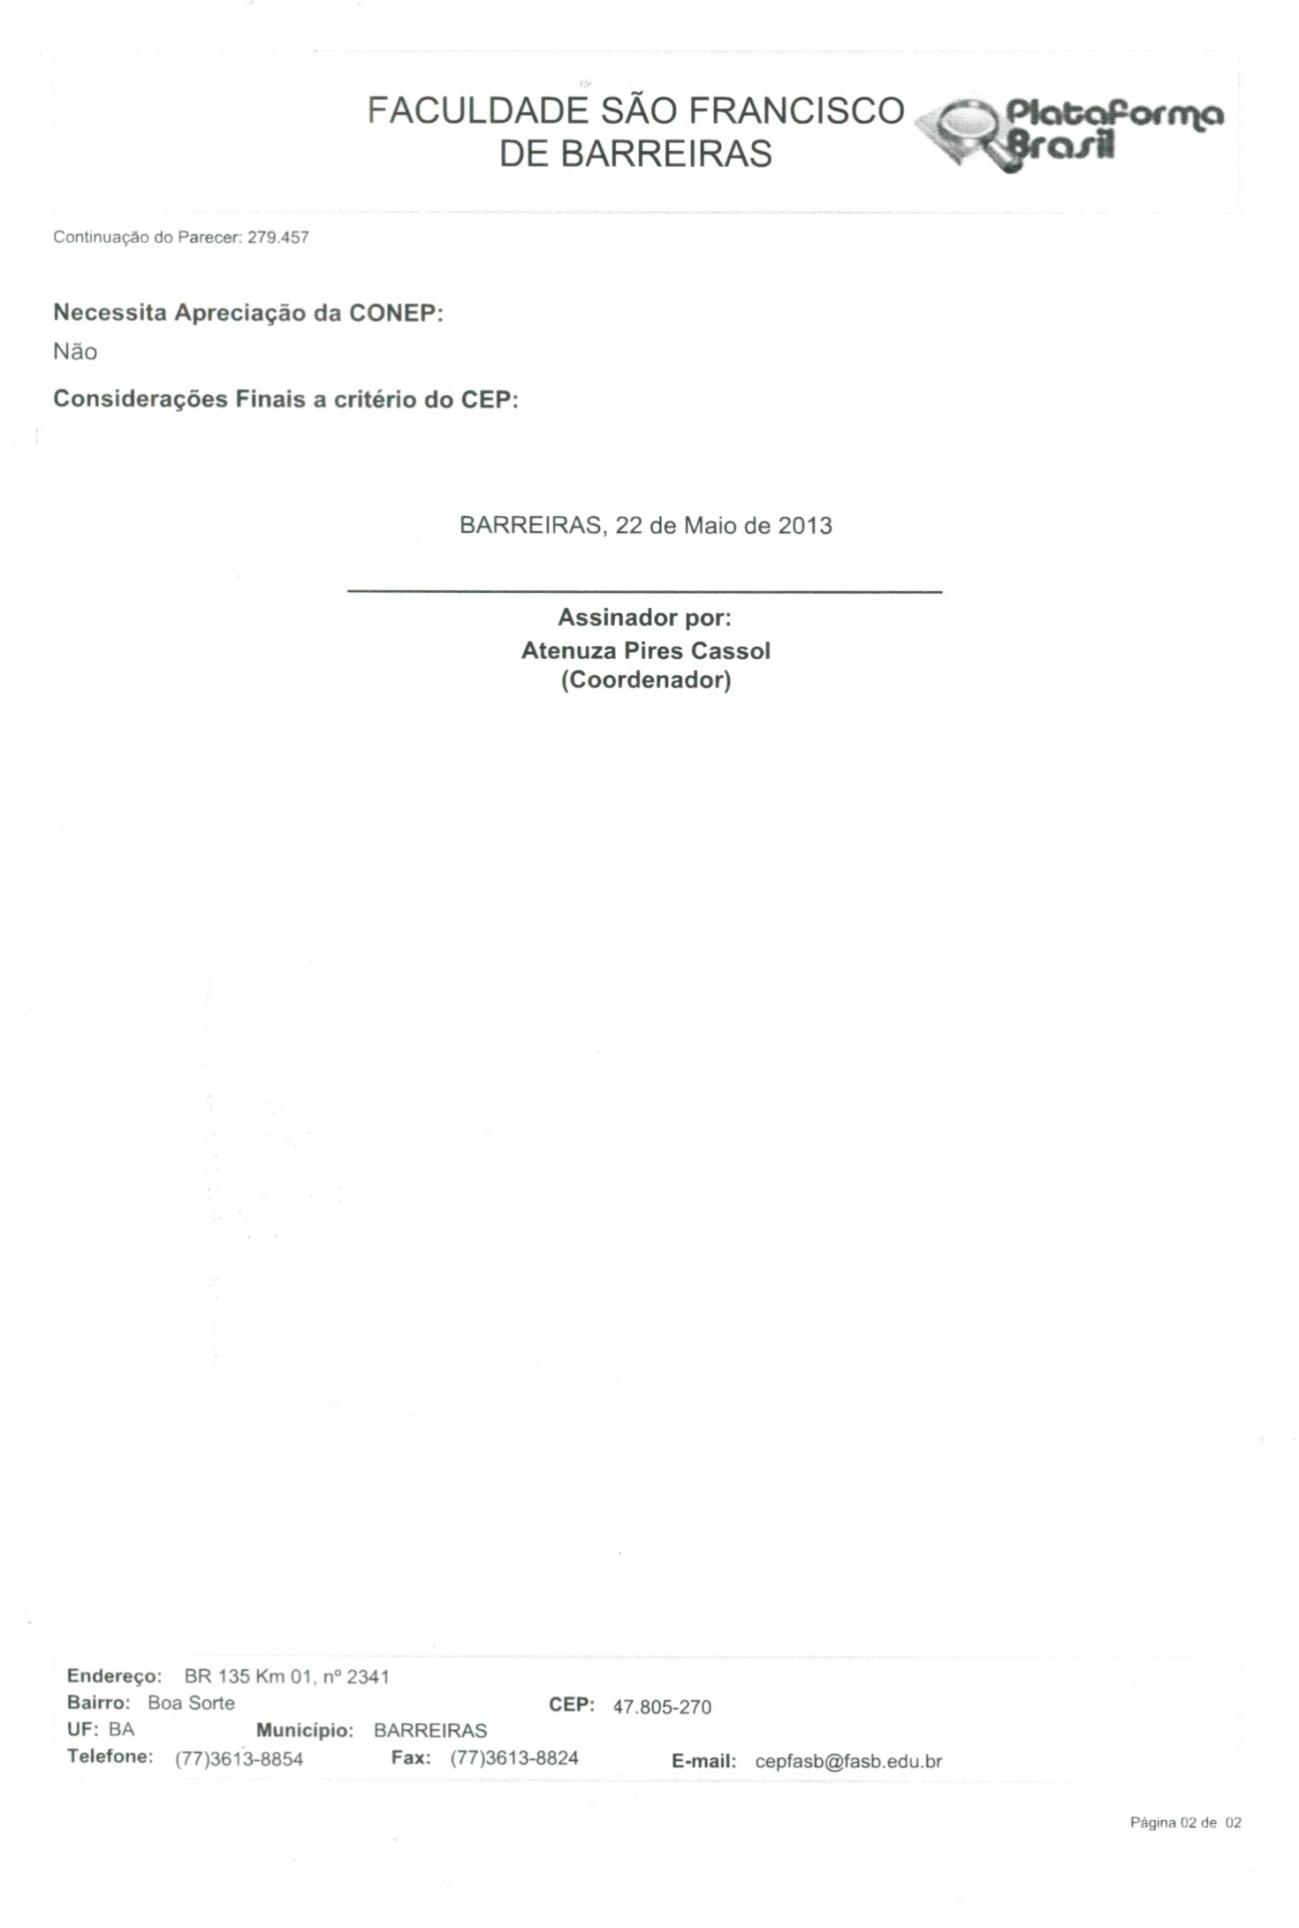 FACULDADE SÃO FRANCISCO
DE BARREIRAS
Plataforma
Brasil
Continuação do Parecer: 279.457
Necessita Apreciação da CONEP:
Não
Considerações Finais a critério do CEP:
BARREIRAS, 22 de Maio de 2013
Assinador por:
Atenuza Pires Cassol
(Coordenador)
Endereço: BR 135 Km 01, nº 2341
Bairro: Boa Sorte CEP: 47.805-270
UF: BA Município: BARREIRAS
Telefone: (77)3613-8854 Fax: (77)3613-8824 E-mail: cepfasb@fasb.edu.br
Página 02 de 02